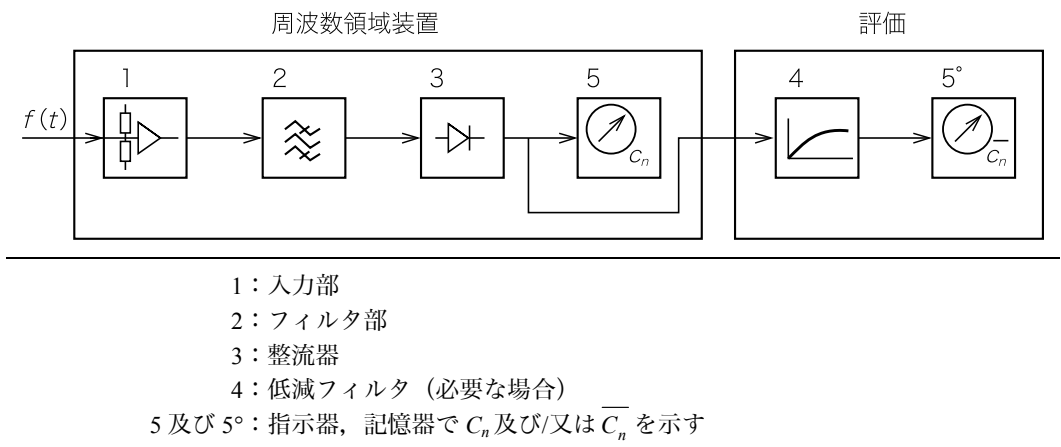 周波数領域装置 評価
1 2 3 5 4 5°
f(t)
Cn Cn̅
1：入力部
2：フィルタ部
3：整流器
4：低減フィルタ（必要な場合）
5 及び 5°：指示器，記憶器で Cn 及び/又は C̅n を示す